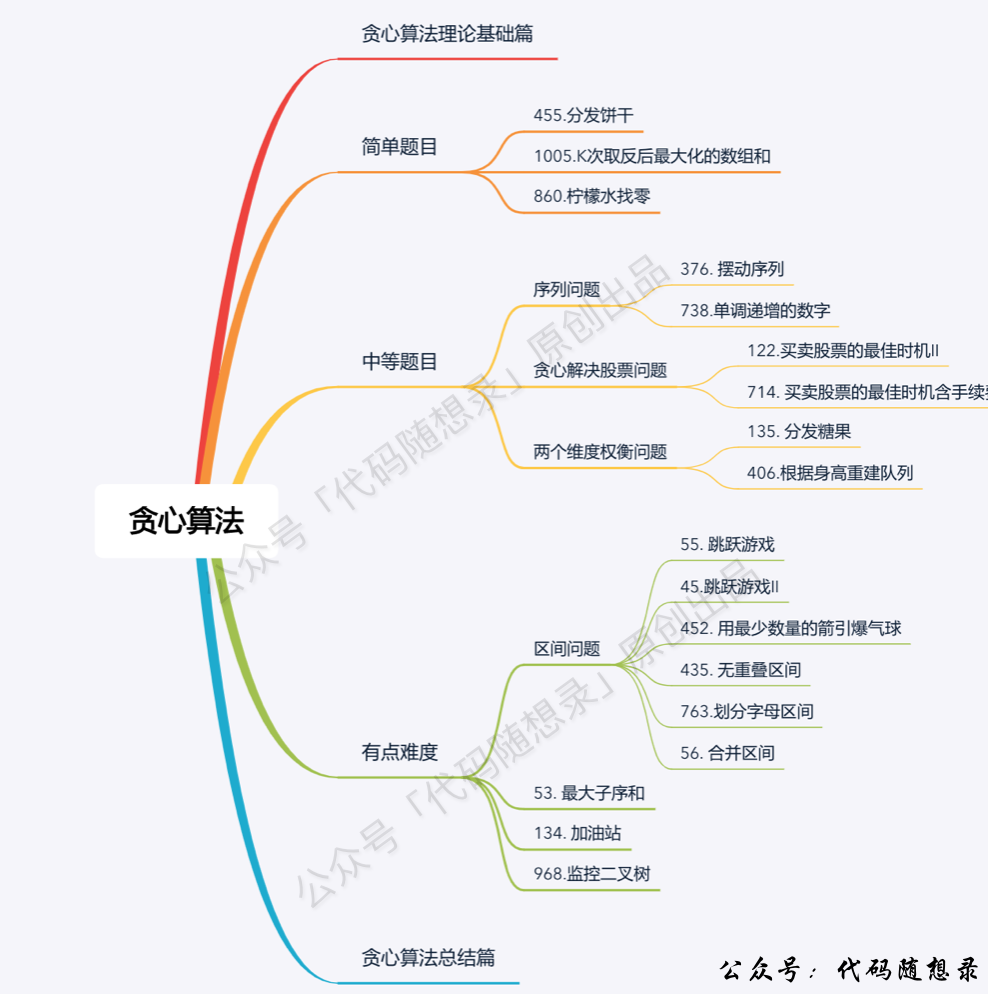 贪心算法理论基础篇
简单题目
455.分发饼干
1005.K次取反后最大化的数组和
860.柠檬水找零
中等题目
序列问题
376. 摆动序列
738.单调递增的数字
贪心解决股票问题
122.买卖股票的最佳时机II
714. 买卖股票的最佳时机含手续
两个维度权衡问题
135. 分发糖果
406.根据身高重建队列
贪心算法
有点难度
区间问题
55. 跳跃游戏
45.跳跃游戏II
452. 用最少数量的箭引爆气球
435. 无重叠区间
763.划分字母区间
56. 合并区间
53. 最大子序和
134. 加油站
968.监控二叉树
贪心算法总结篇
公众号「代码随想录」原创出品
公众号「代码随想录」原创出品
公众号：代码随想录